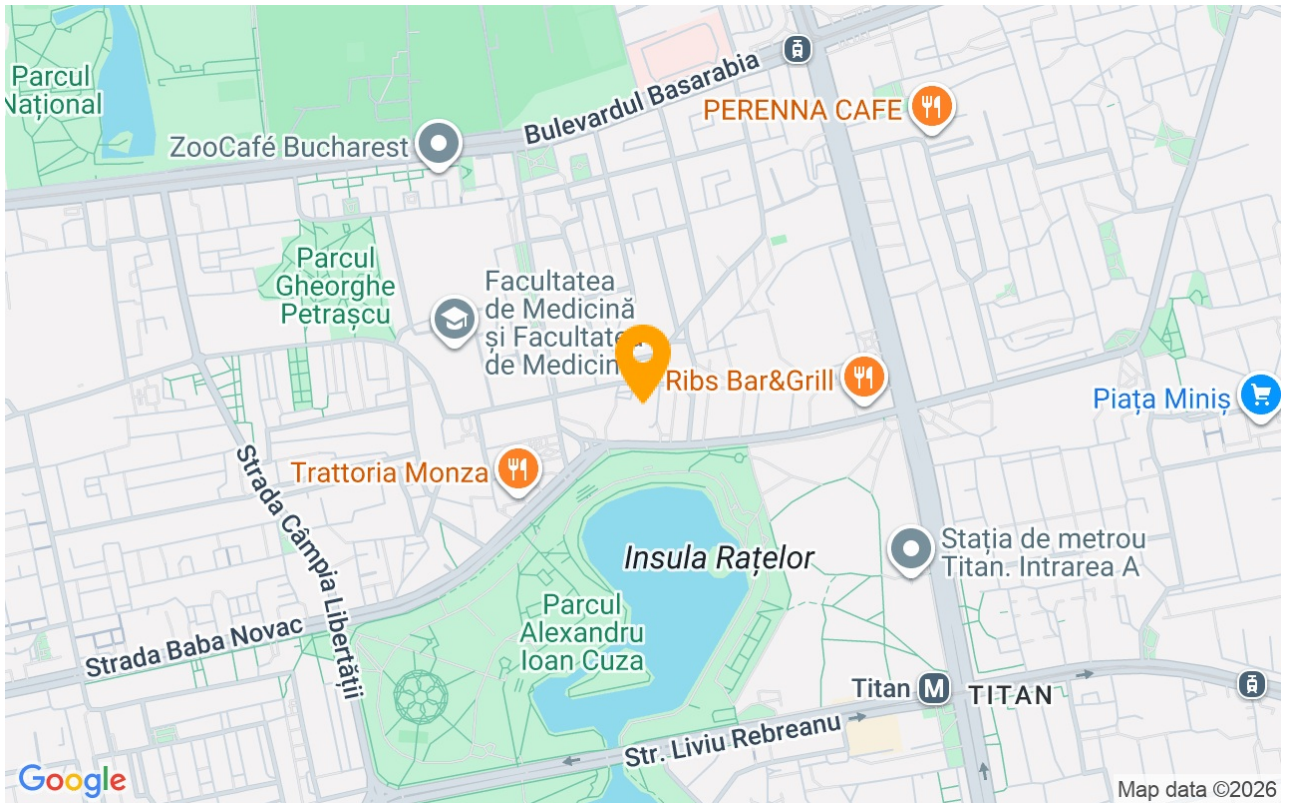 Parcul
Național
ZooCafé Bucharest
Bulevardul Basarabia
PERENNA CAFE
Parcul
Gheorghe
Petrașcu
Facultatea
de Medicină
și Facultatea
de Medicin
Ribs Bar&Grill
Piața Miniș
Trattoria Monza
Strada Câmpia Libertății
Insula Rațelor
Stația de metrou
Titan. Intrarea A
Parcul
Alexandru
Ioan Cuza
Strada Baba Novac
Titan M
TITAN
Str. Liviu Rebreanu
Google
Map data ©2026